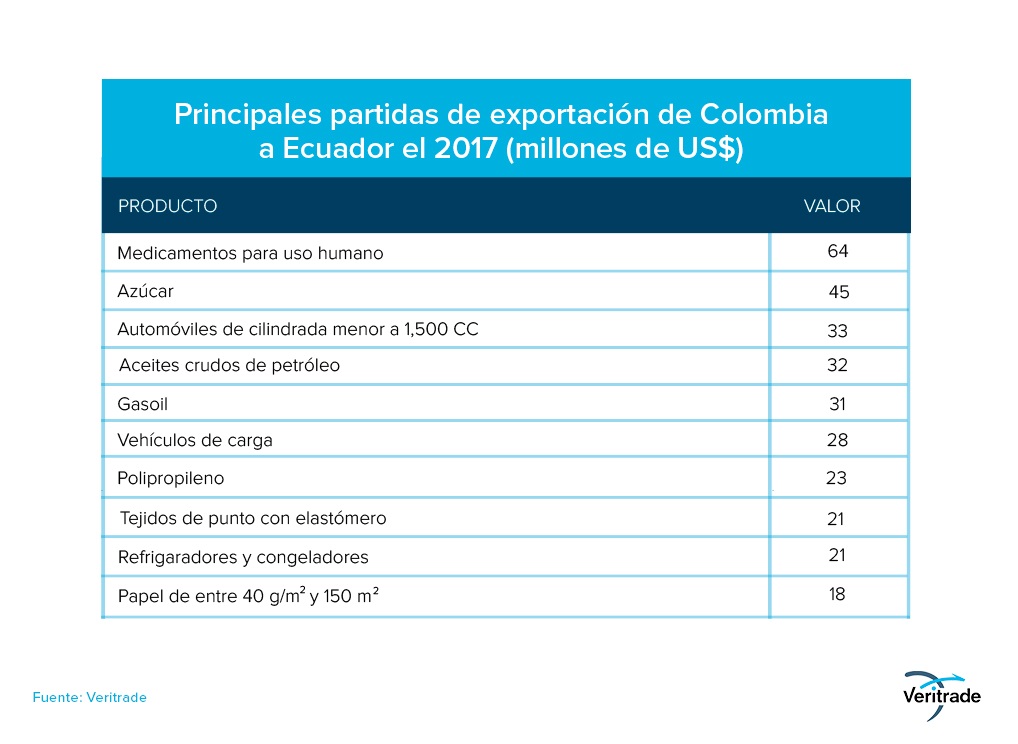 Principales partidas de exportación de Colombia
a Ecuador el 2017 (millones de US$)
PRODUCTO VALOR
Medicamentos para uso humano 64
Azúcar 45
Automóviles de cilindrada menor a 1,500 CC 33
Aceites crudos de petróleo 32
Gasoil 31
Vehículos de carga 28
Polipropileno 23
Tejidos de punto con elastómero 21
Refrigaradores y congeladores 21
Papel de entre 40 g/m² y 150 m² 18
Fuente: Veritrade
Veritrade